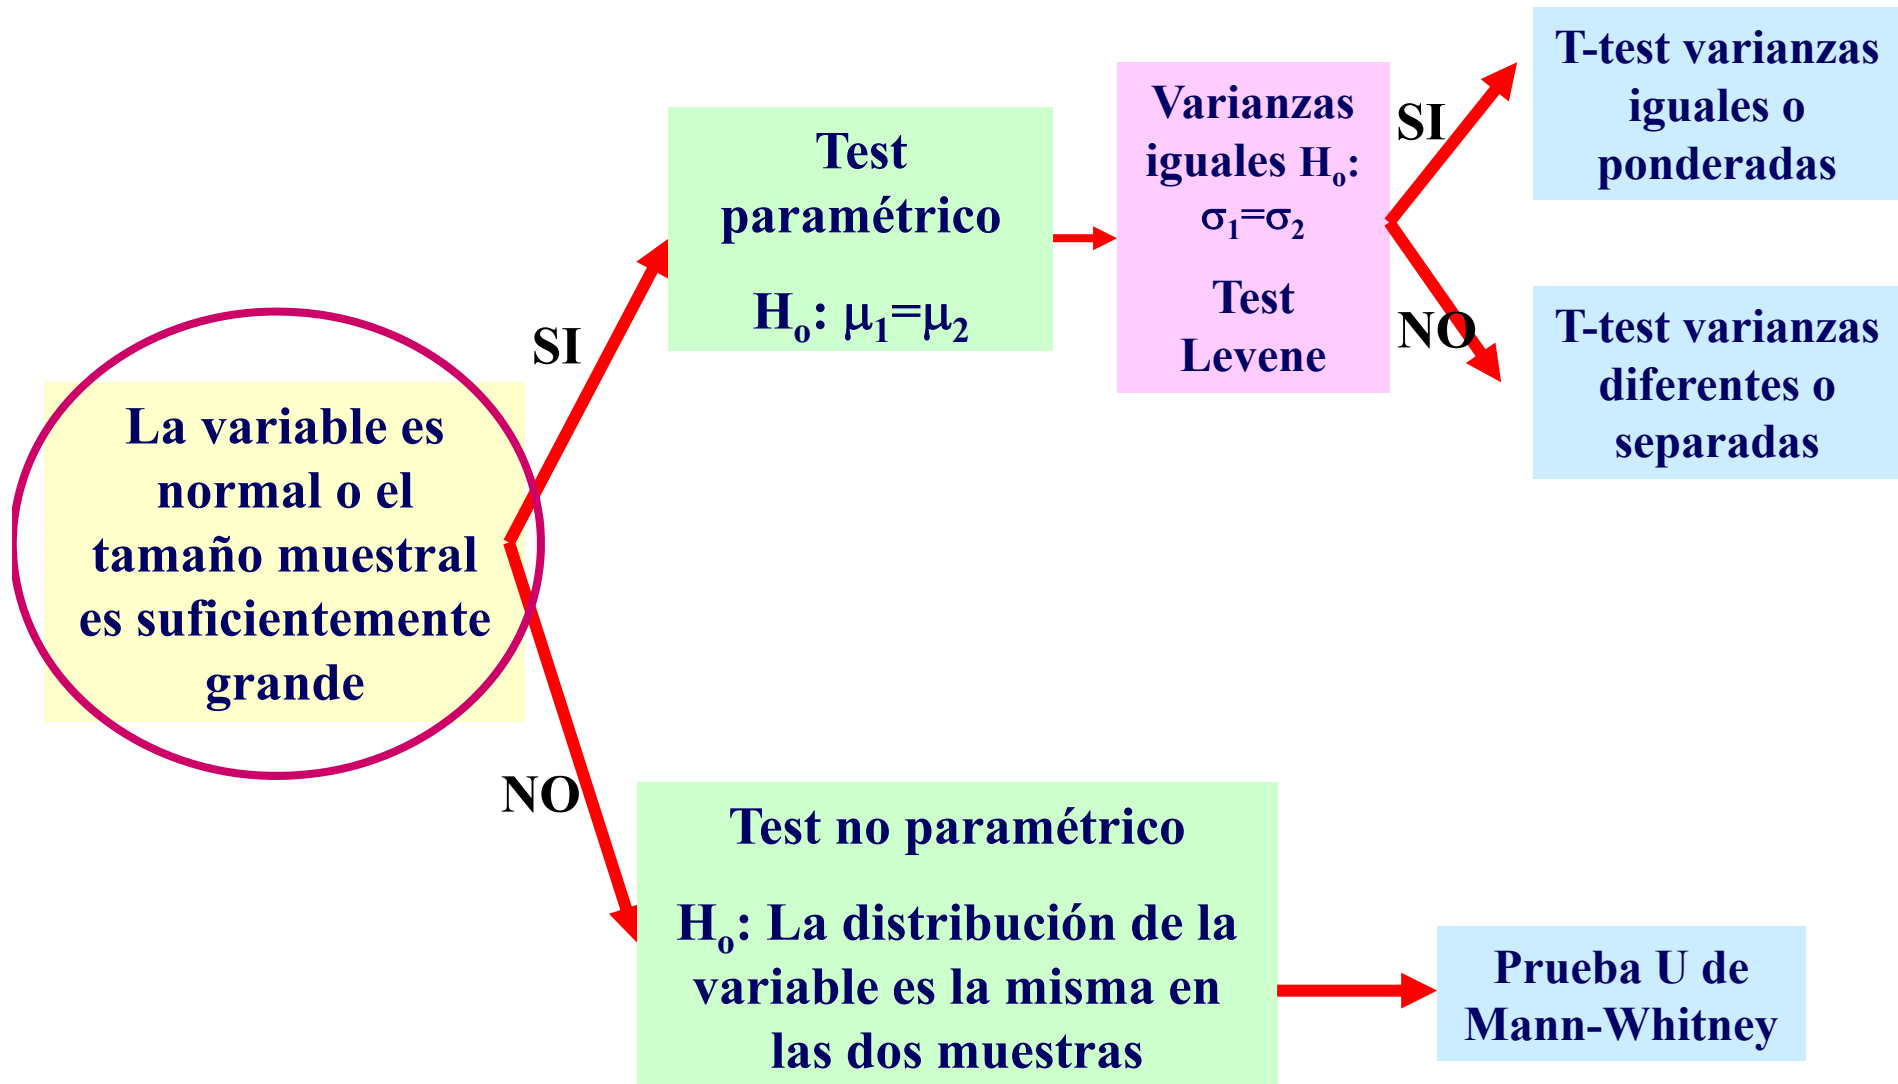 La variable es
normal o el
tamaño muestral
es suficientemente
grande
SI
Test
paramétrico
Ho: μ1=μ2
Varianzas
iguales Ho:
σ1=σ2
Test
Levene
SI
T-test varianzas
iguales o
ponderadas
NO
T-test varianzas
diferentes o
separadas
NO
Test no paramétrico
Ho: La distribución de la
variable es la misma en
las dos muestras
Prueba U de
Mann-Whitney